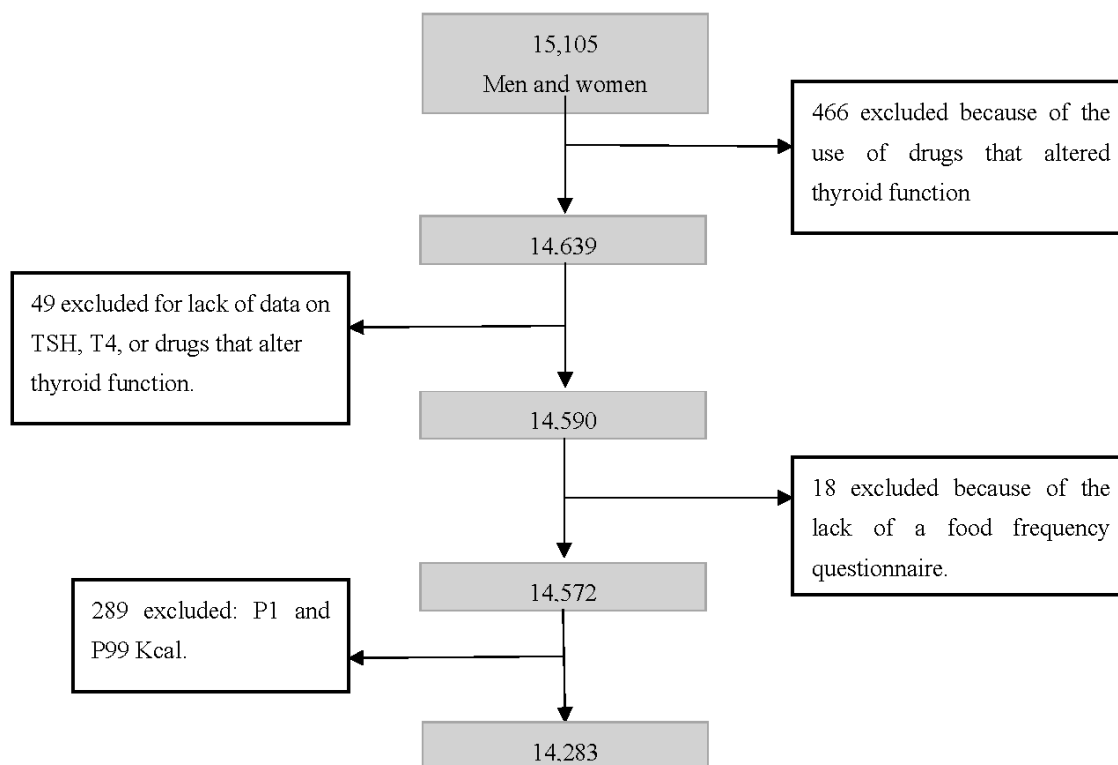 15,105
Men and women
466 excluded because of the
use of drugs that altered
thyroid function
14,639
49 excluded for lack of data on
TSH, T4, or drugs that alter
thyroid function.
14,590
18 excluded because of the
lack of a food frequency
questionnaire.
14,572
289 excluded: P1 and
P99 Kcal.
14,283